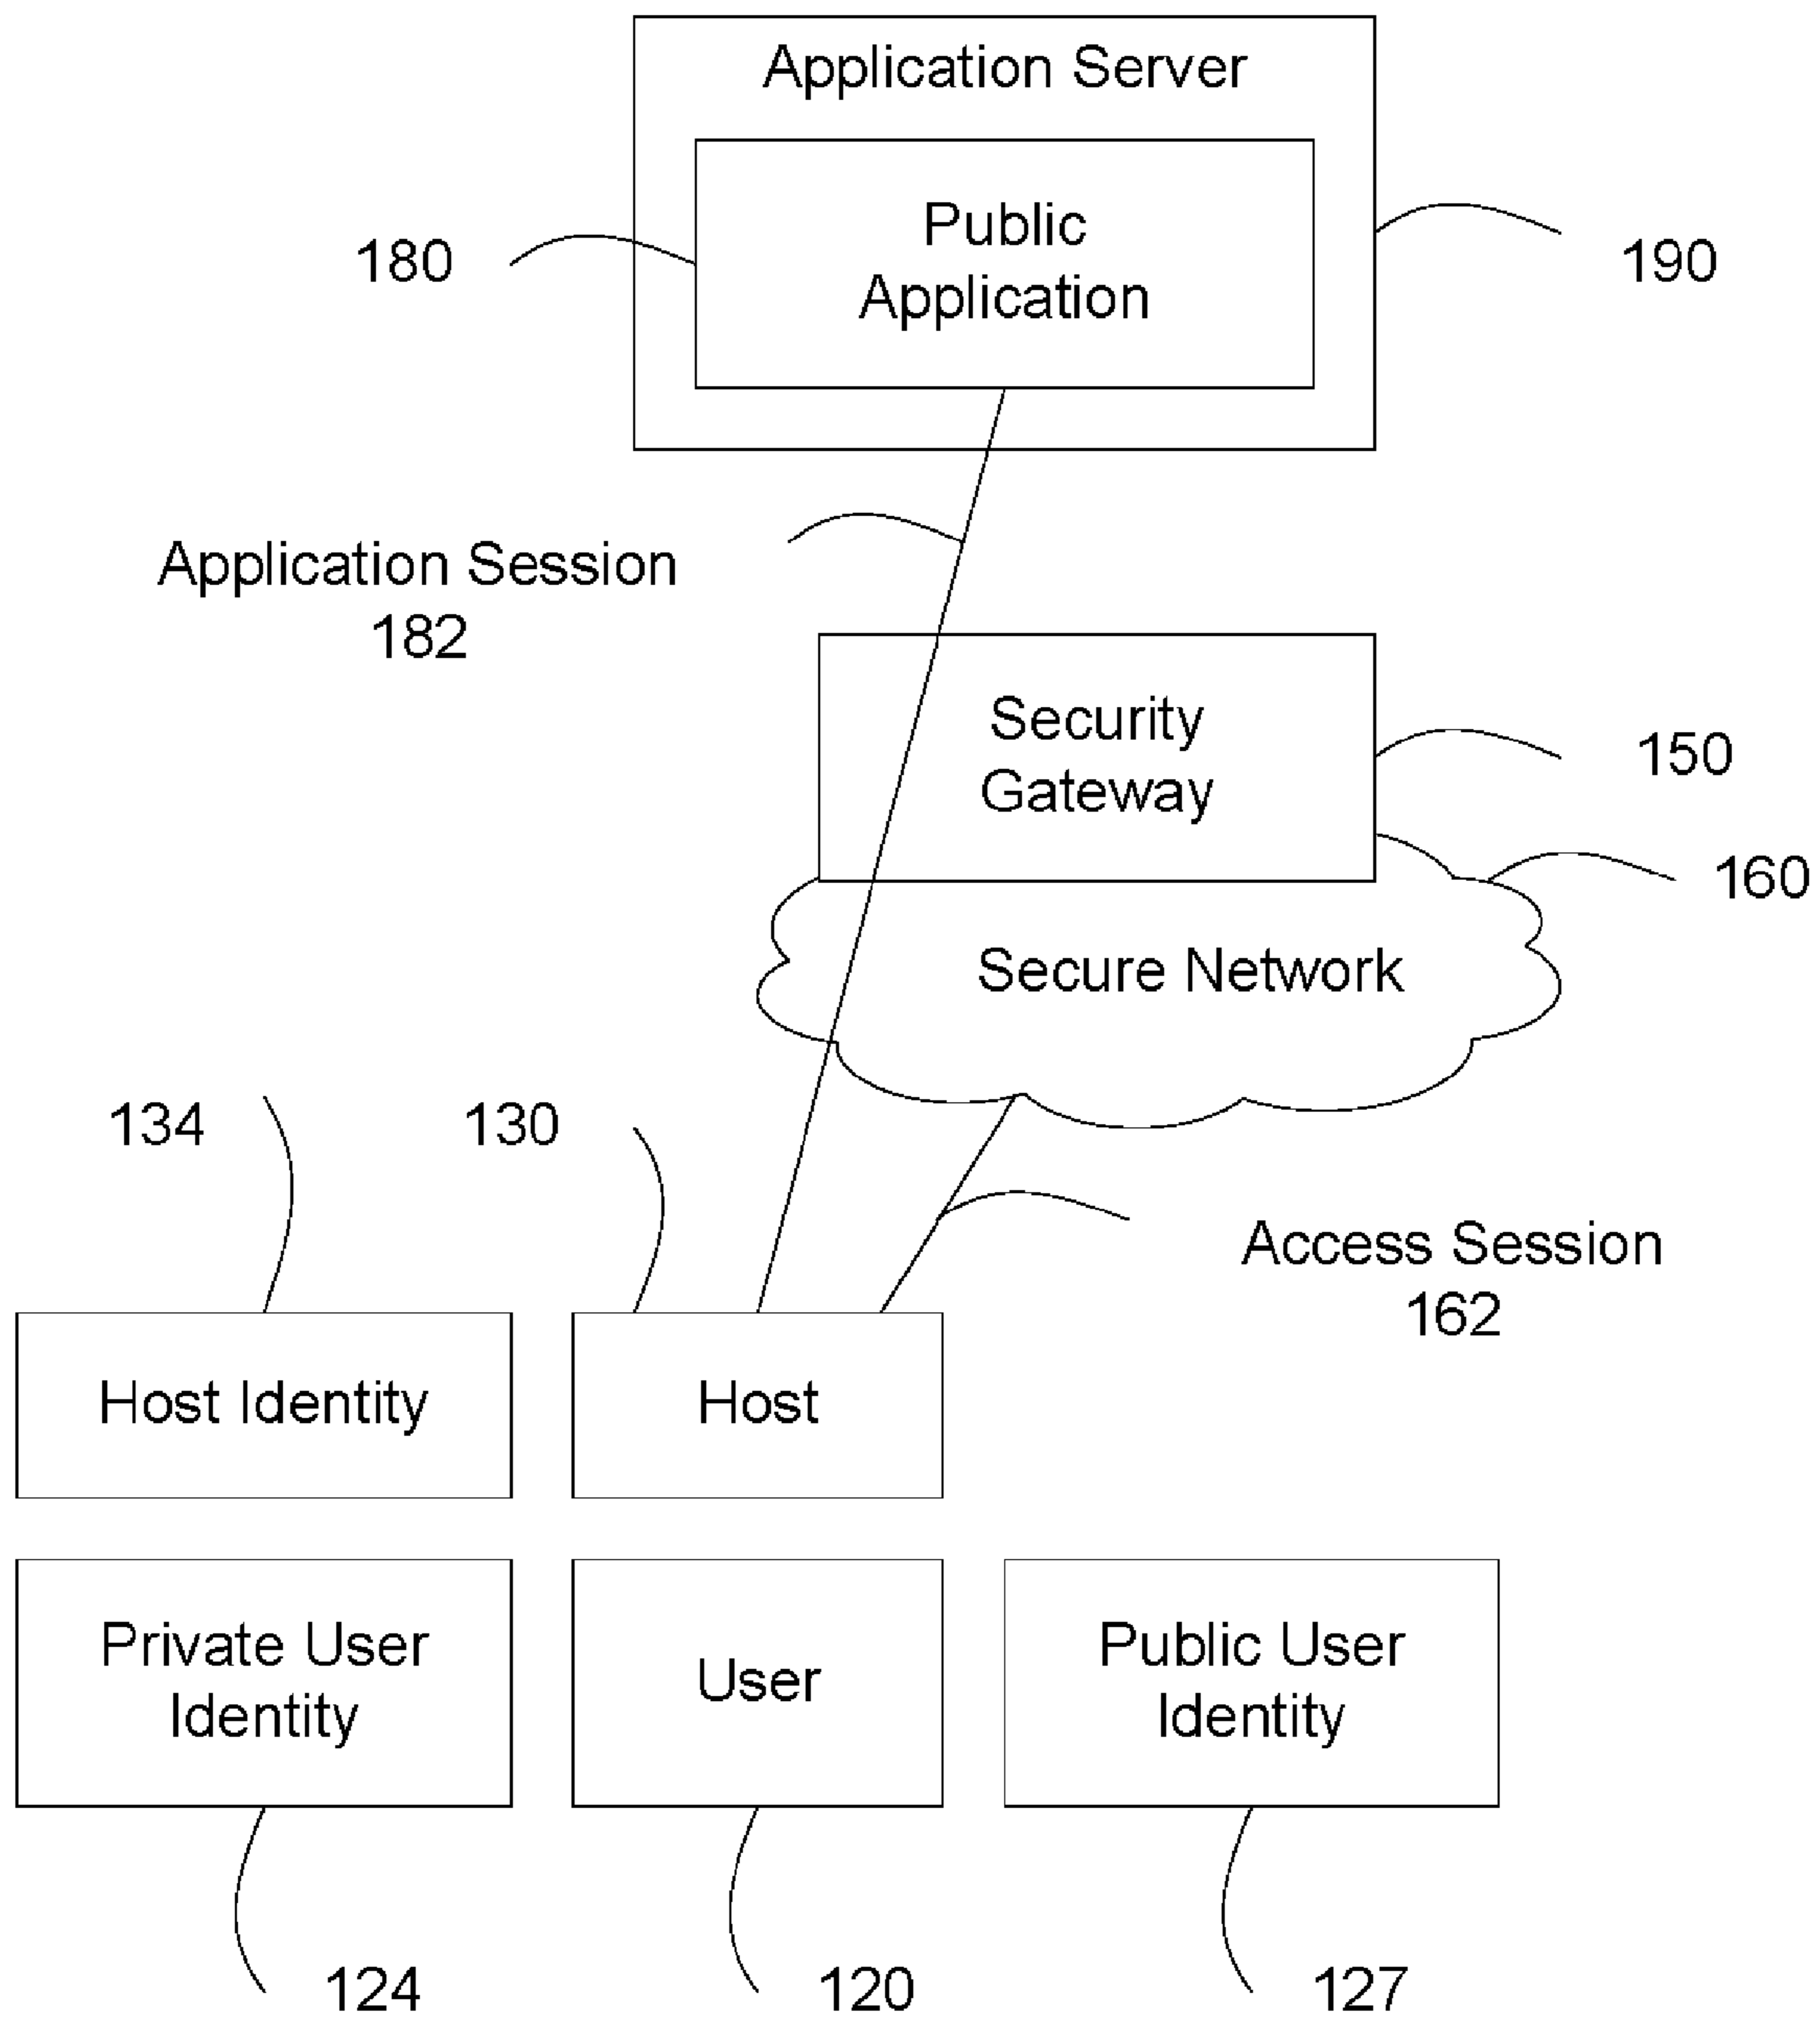 Application Server
Public
Application
180
190
Application Session
182
Security
Gateway
150
160
Secure Network
134
130
Access Session
162
Host Identity
Host
Private User
Identity
User
Public User
Identity
124
120
127